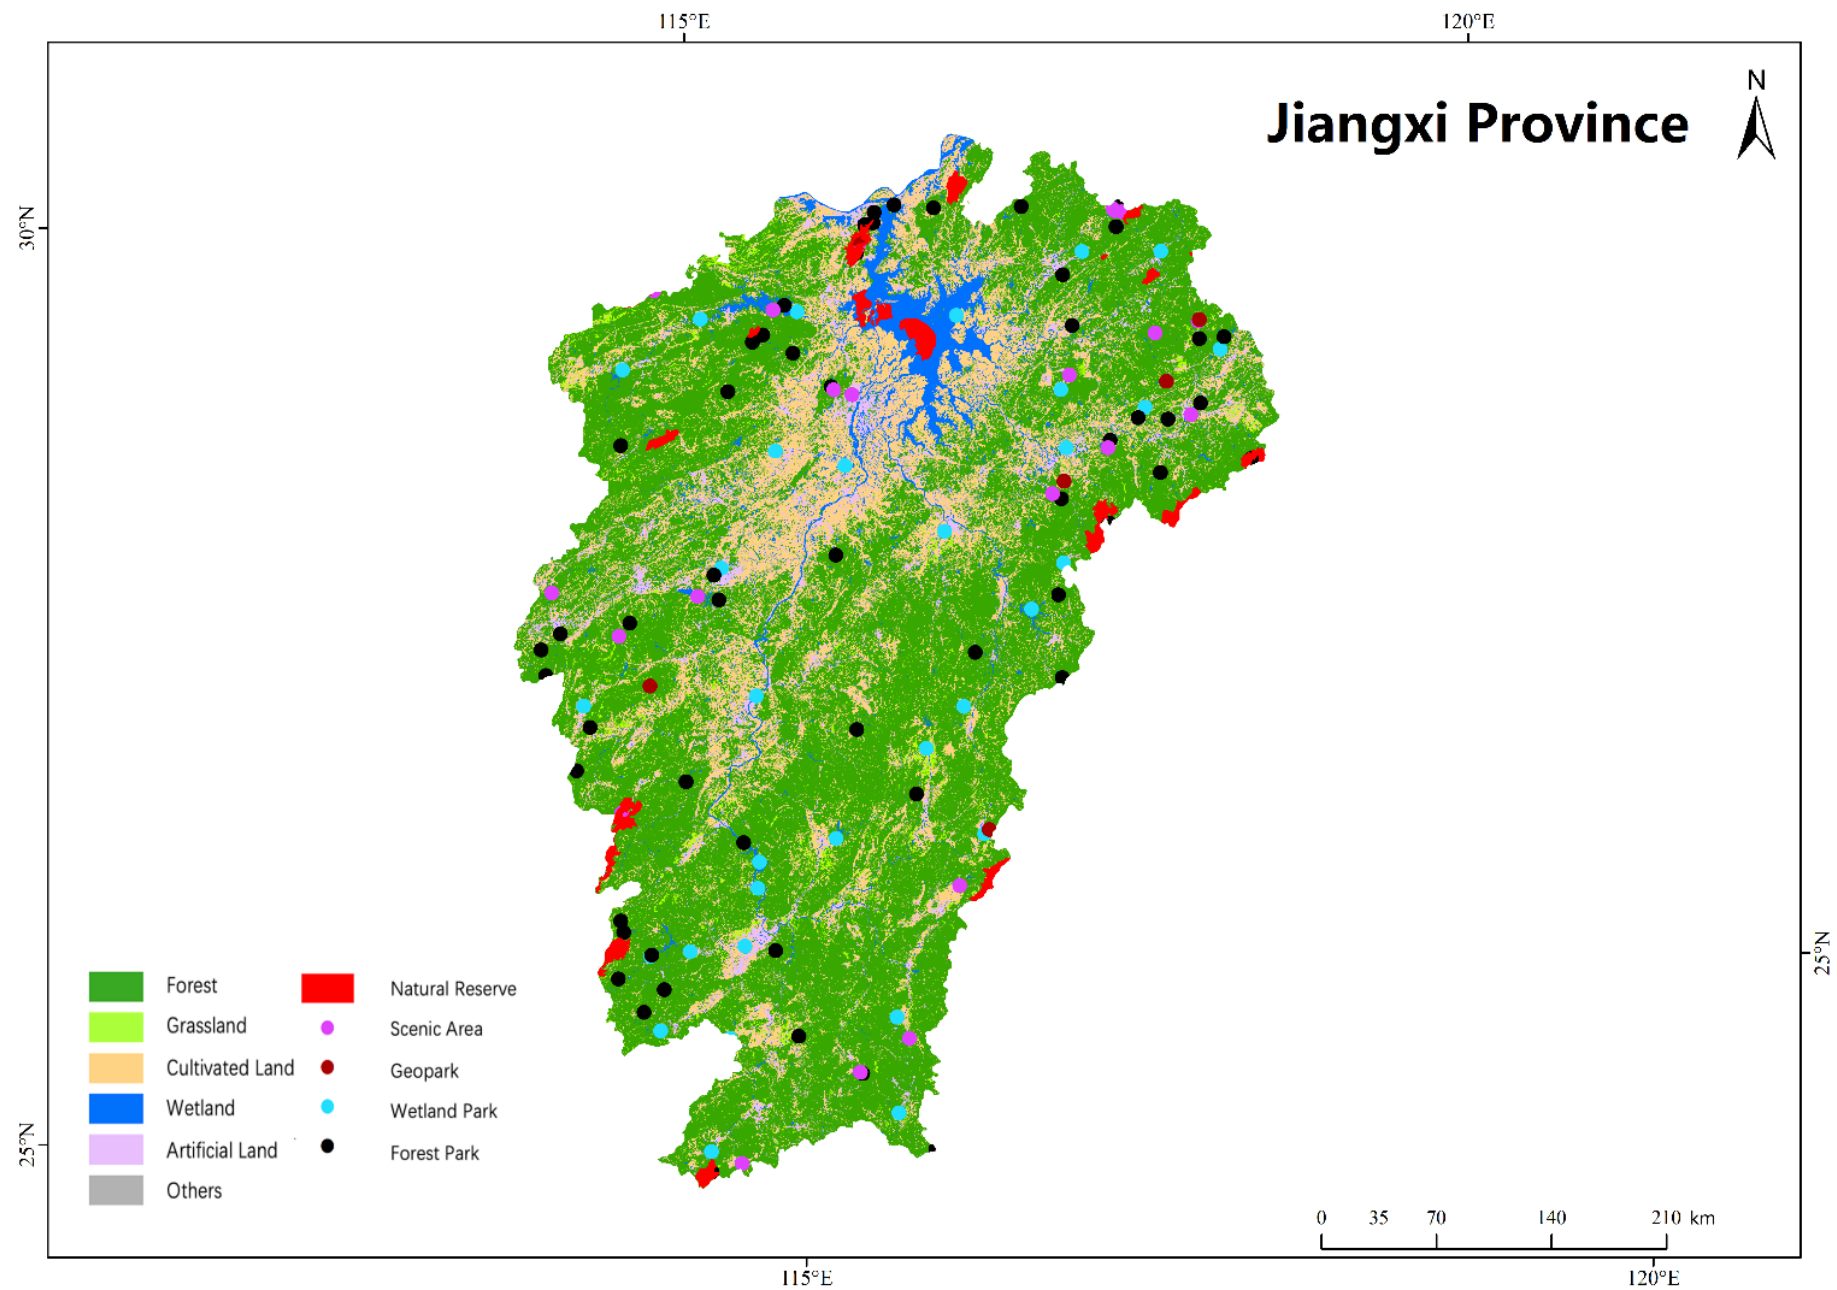 115°E
120°E
N
Jiangxi Province
30°N
25°N
25°N
Forest
Grassland
Cultivated Land
Wetland
Artificial Land
Others
Natural Reserve
Scenic Area
Geopark
Wetland Park
Forest Park
0 35 70 140 210 km
115°E
120°E